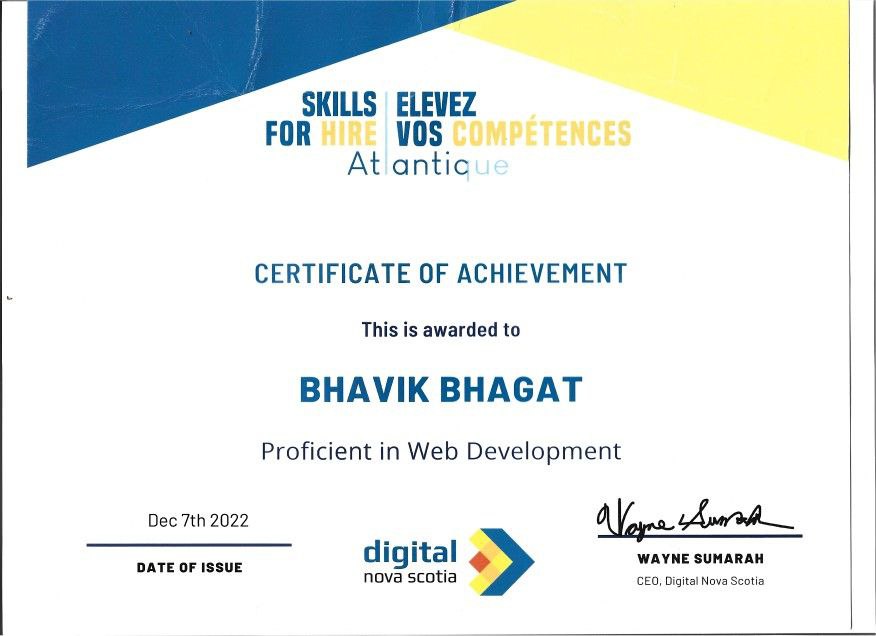 SKILLS ELEVEZ
FOR HIRE VOS COMPÉTENCES
Atlantique
CERTIFICATE OF ACHIEVEMENT
This is awarded to
BHAVIK BHAGAT
Proficient in Web Development
Dec 7th 2022
DATE OF ISSUE
digital
nova scotia
Wayne Sumarah
WAYNE SUMARAH
CEO, Digital Nova Scotia